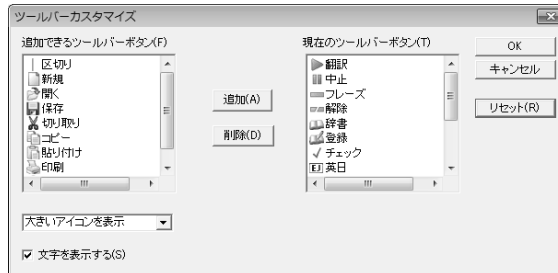 ツールバーカスタマイズ
追加できるツールバーボタン(F)
区切り
新規
開く
保存
切り取り
コピー
貼り付け
印刷
追加(A)
削除(D)
現在のツールバーボタン(T)
翻訳
中止
フレーズ
解除
辞書
登録
チェック
EJ 英日
OK
キャンセル
リセット(R)
大きいアイコンを表示
文字を表示する(S)